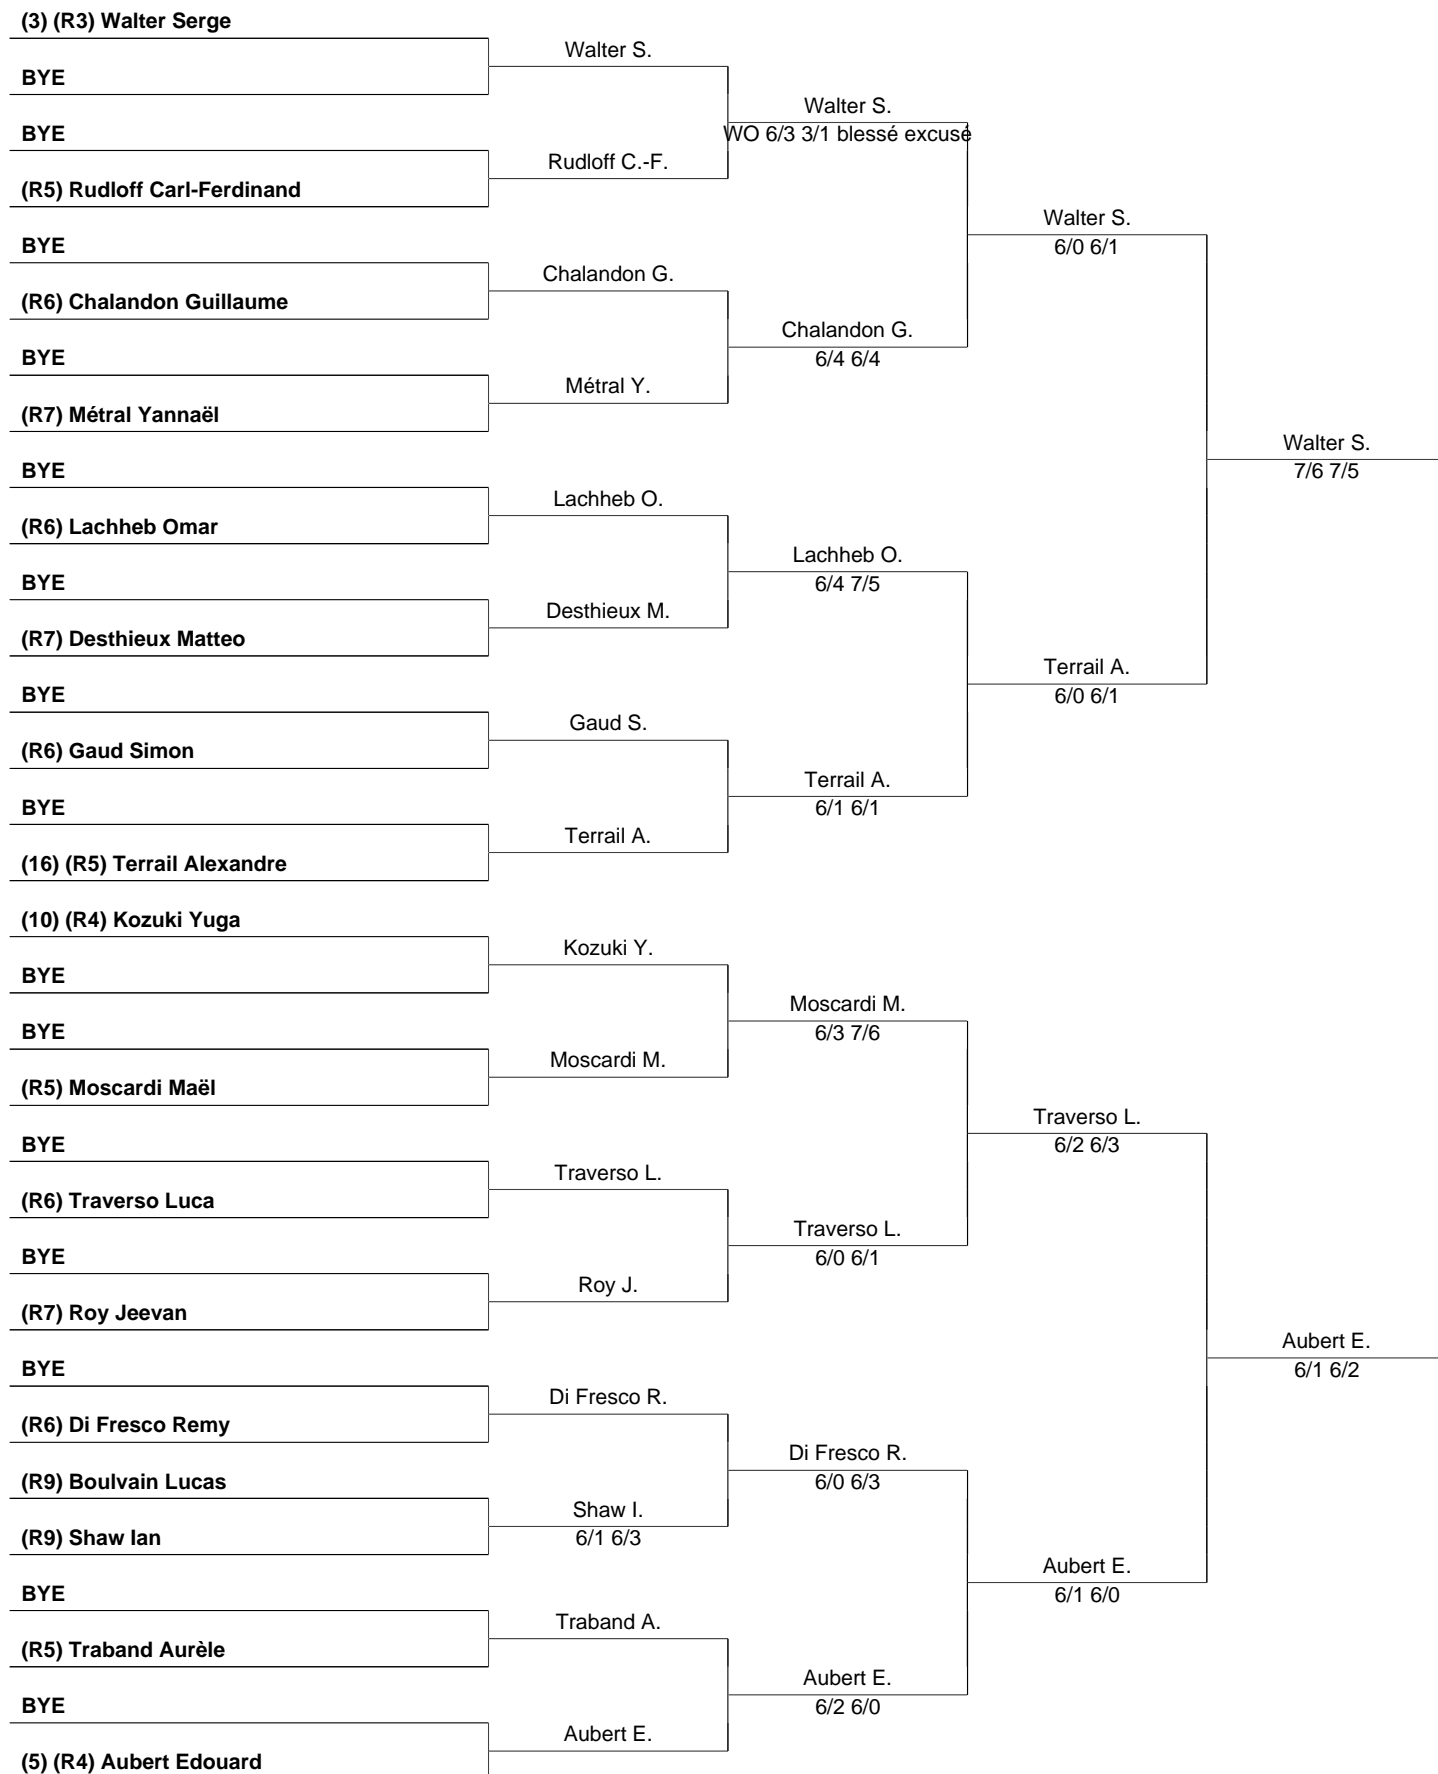 (3) (R3) Walter Serge
BYE
BYE
(R5) Rudloff Carl-Ferdinand
BYE
(R6) Chalandon Guillaume
BYE
(R7) Métral Yannaël
BYE
(R6) Lachheb Omar
BYE
(R7) Desthieux Matteo
BYE
(R6) Gaud Simon
BYE
(16) (R5) Terrail Alexandre
(10) (R4) Kozuki Yuga
BYE
BYE
(R5) Moscardi Maël
BYE
(R6) Traverso Luca
BYE
(R7) Roy Jeevan
BYE
(R6) Di Fresco Remy
(R9) Boulvain Lucas
(R9) Shaw Ian
BYE
(R5) Traband Aurèle
BYE
(5) (R4) Aubert Edouard
Walter S.
Rudloff C.-F.
Chalandon G.
Métral Y.
Lachheb O.
Desthieux M.
Gaud S.
Terrail A.
Kozuki Y.
Moscardi M.
Traverso L.
Roy J.
Di Fresco R.
Shaw I.
6/1 6/3
Traband A.
Aubert E.
Walter S.
WO 6/3 3/1 blessé excusé
Chalandon G.
6/4 6/4
Lachheb O.
6/4 7/5
Terrail A.
6/1 6/1
Moscardi M.
6/3 7/6
Traverso L.
6/0 6/1
Di Fresco R.
6/0 6/3
Aubert E.
6/2 6/0
Walter S.
6/0 6/1
Terrail A.
6/0 6/1
Traverso L.
6/2 6/3
Aubert E.
6/1 6/0
Walter S.
7/6 7/5
Aubert E.
6/1 6/2